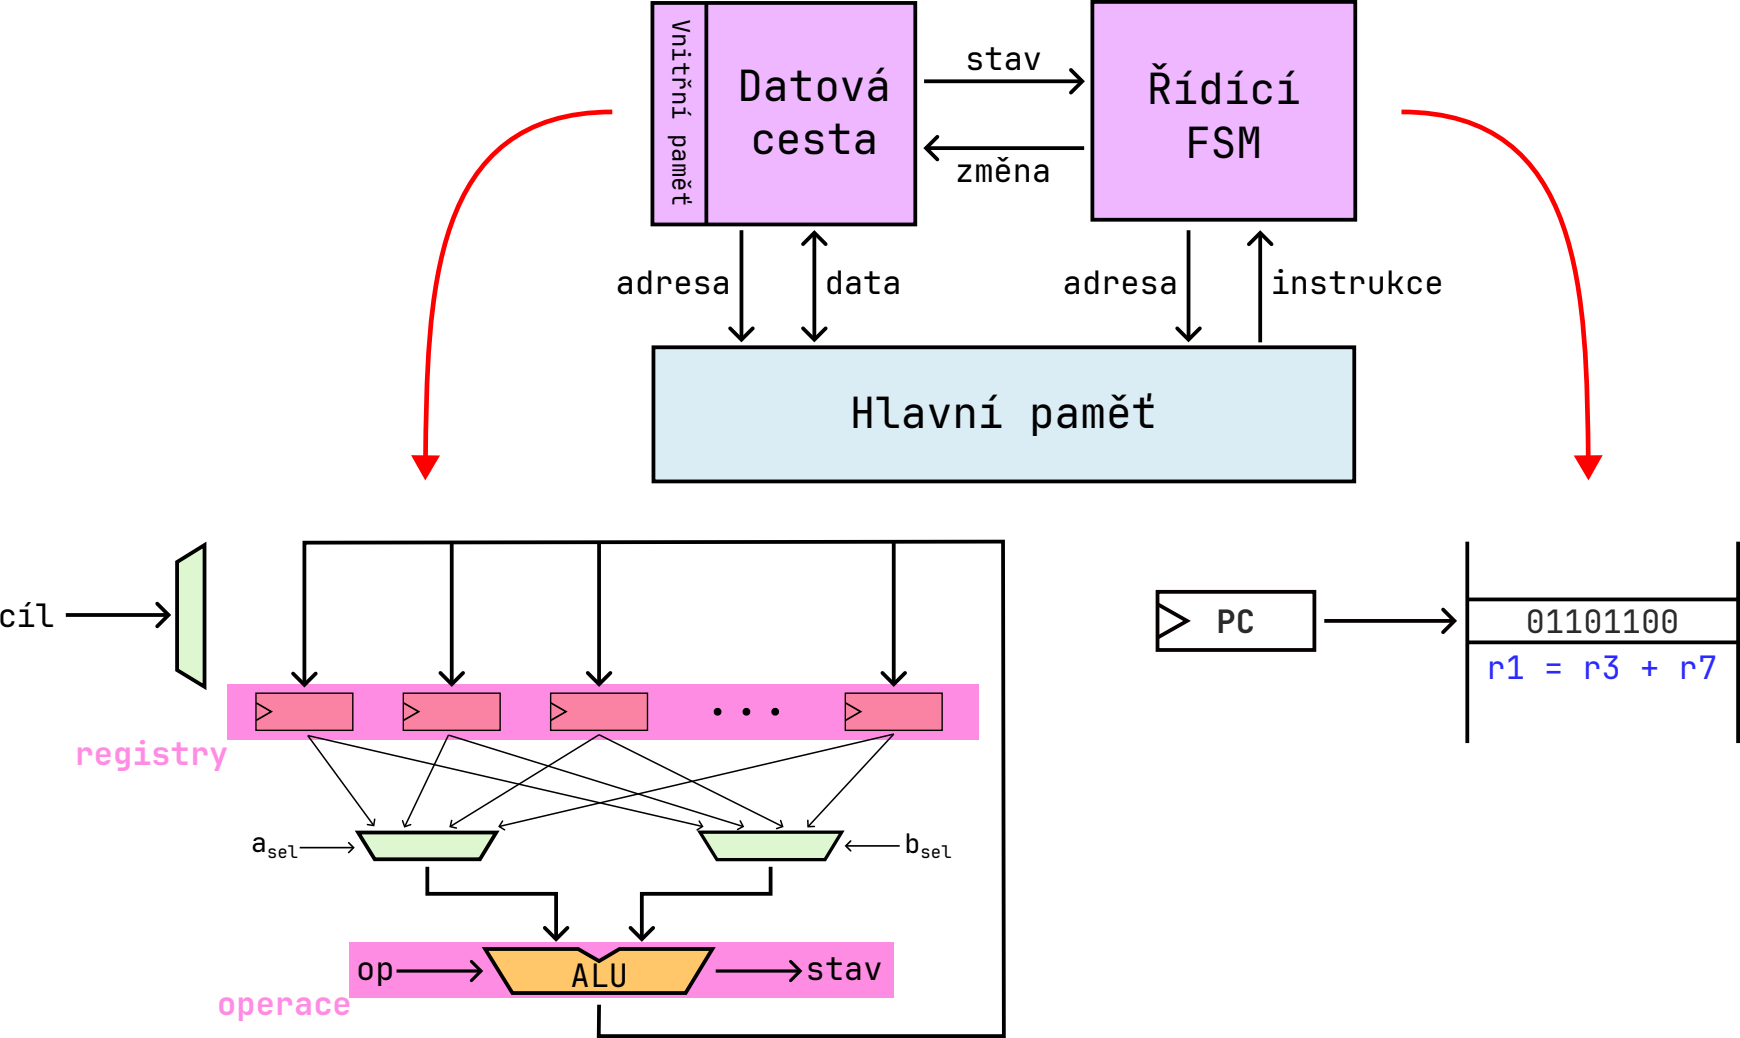 Vnitřní paměť
Datová
cesta
stav
změna
Řídící
FSM
adresa
data
adresa
instrukce
Hlavní paměť
cíl
PC
01101100
r1 = r3 + r7
registry
asel
bsel
op
ALU
stav
operace